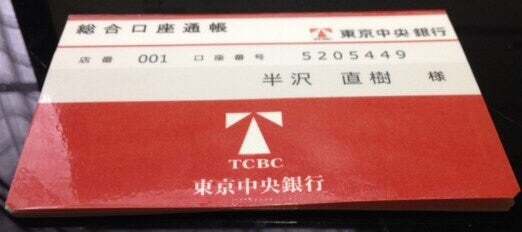 総合口座通帳
東京中央銀行
店番 001 口座番号 5205449
半沢 直樹 様
TCBC
東京中央銀行